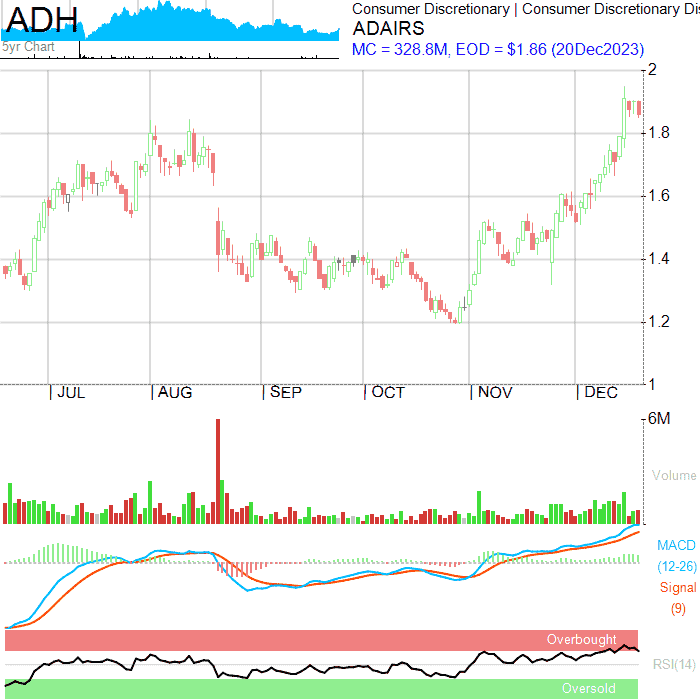 ADH
5yr Chart
Consumer Discretionary | Consumer Discretionary Dis
ADAIRS
MC = 328.8M, EOD = $1.86 (20Dec2023)
2
1.8
1.6
1.4
1.2
1
JUL
AUG
SEP
OCT
NOV
DEC
6M
Volume
MACD
(12-26)
Signal
(9)
Overbought
RSI(14)
Oversold